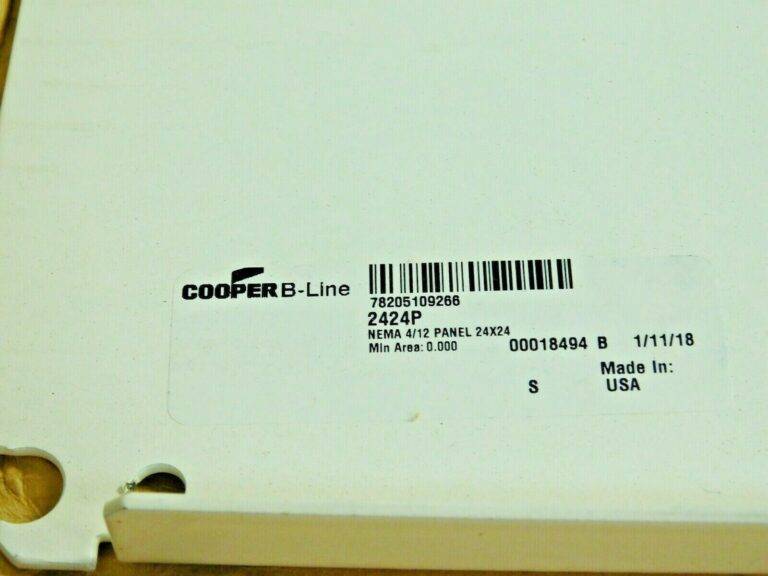 COOPER B-Line
78205109266
2424P
NEMA 4/12 PANEL 24X24
Min Area: 0.000
00018494 B 1/11/18
Made In:
S USA